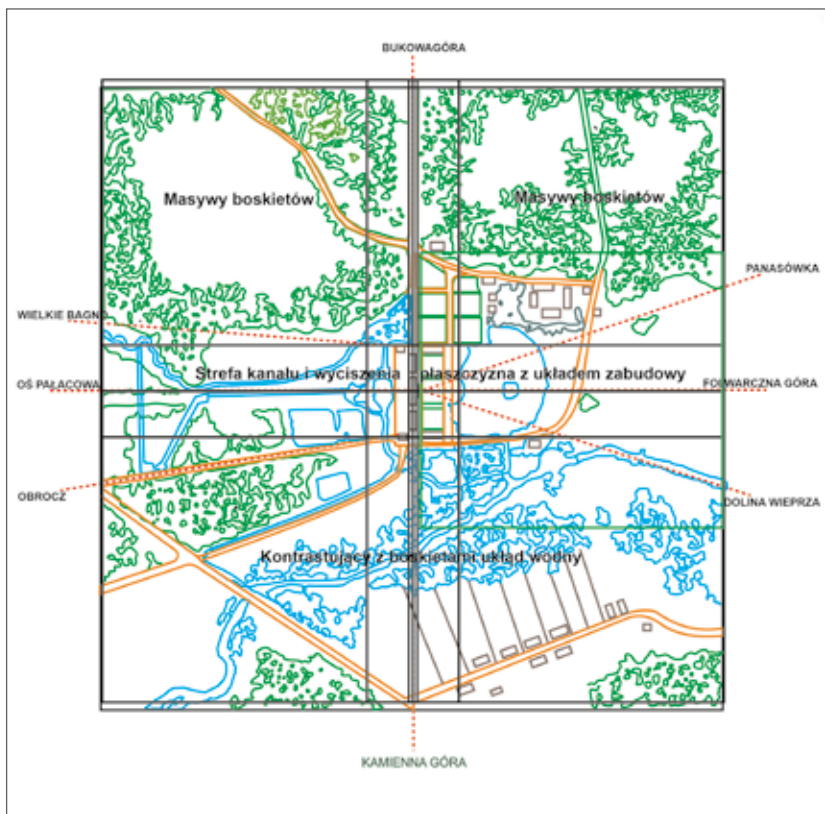 BUKOWAGÓRA
Masywy boskietów
Masywy boskietów
PANASÓWKA
WIELKIE BAGNO
Strefa kanału i wyciszenia
płaszczyzna z układem zabudowy
OŚ PAŁACOWA
FOLWARCZNA GÓRA
OBROCZ
DOLINA WIEPRZA
Kontrastujący z boskietami układ wodny
KAMIENNA GÓRA